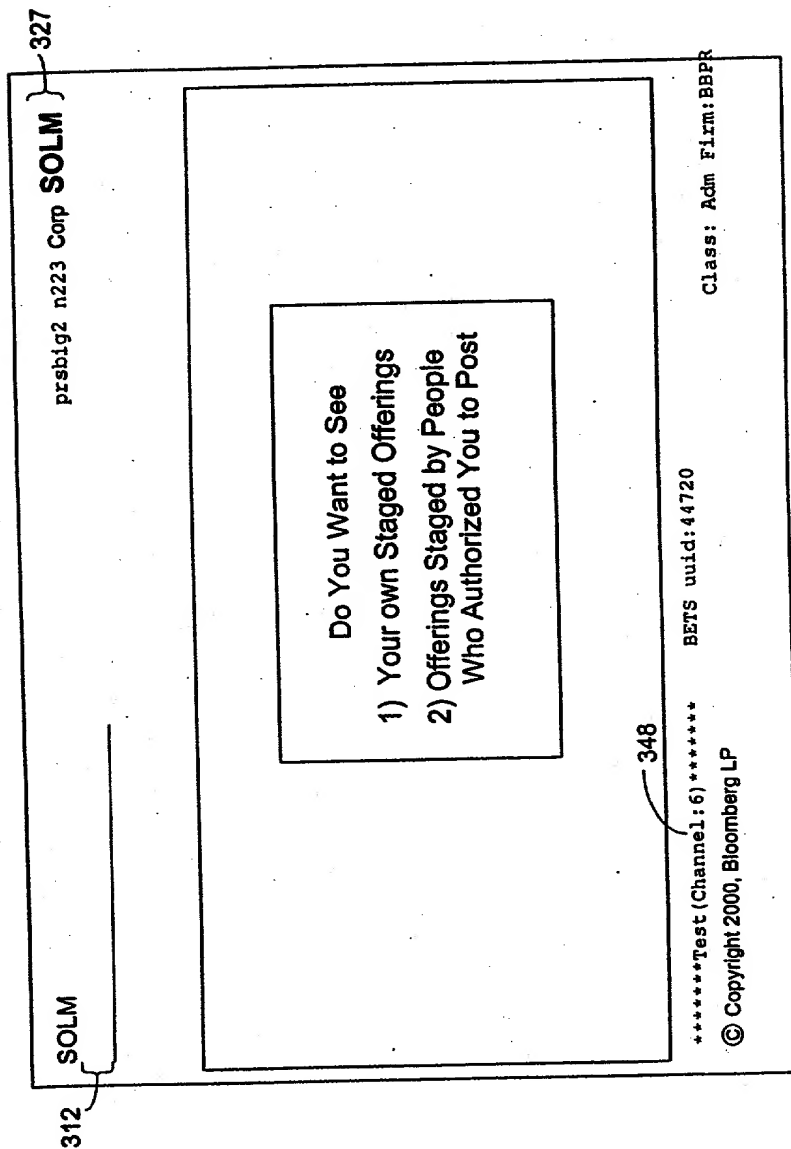 prsbig2 n223 Corp SOLM
327
SOLM
312
Do You Want to See
1) Your own Staged Offerings
2) Offerings Staged by People
Who Authorized You to Post
348
*******Test(Channel:6)******* BETS uuid:44720 Class: Adm Firm:BBPR
© Copyright 2000, Bloomberg LP